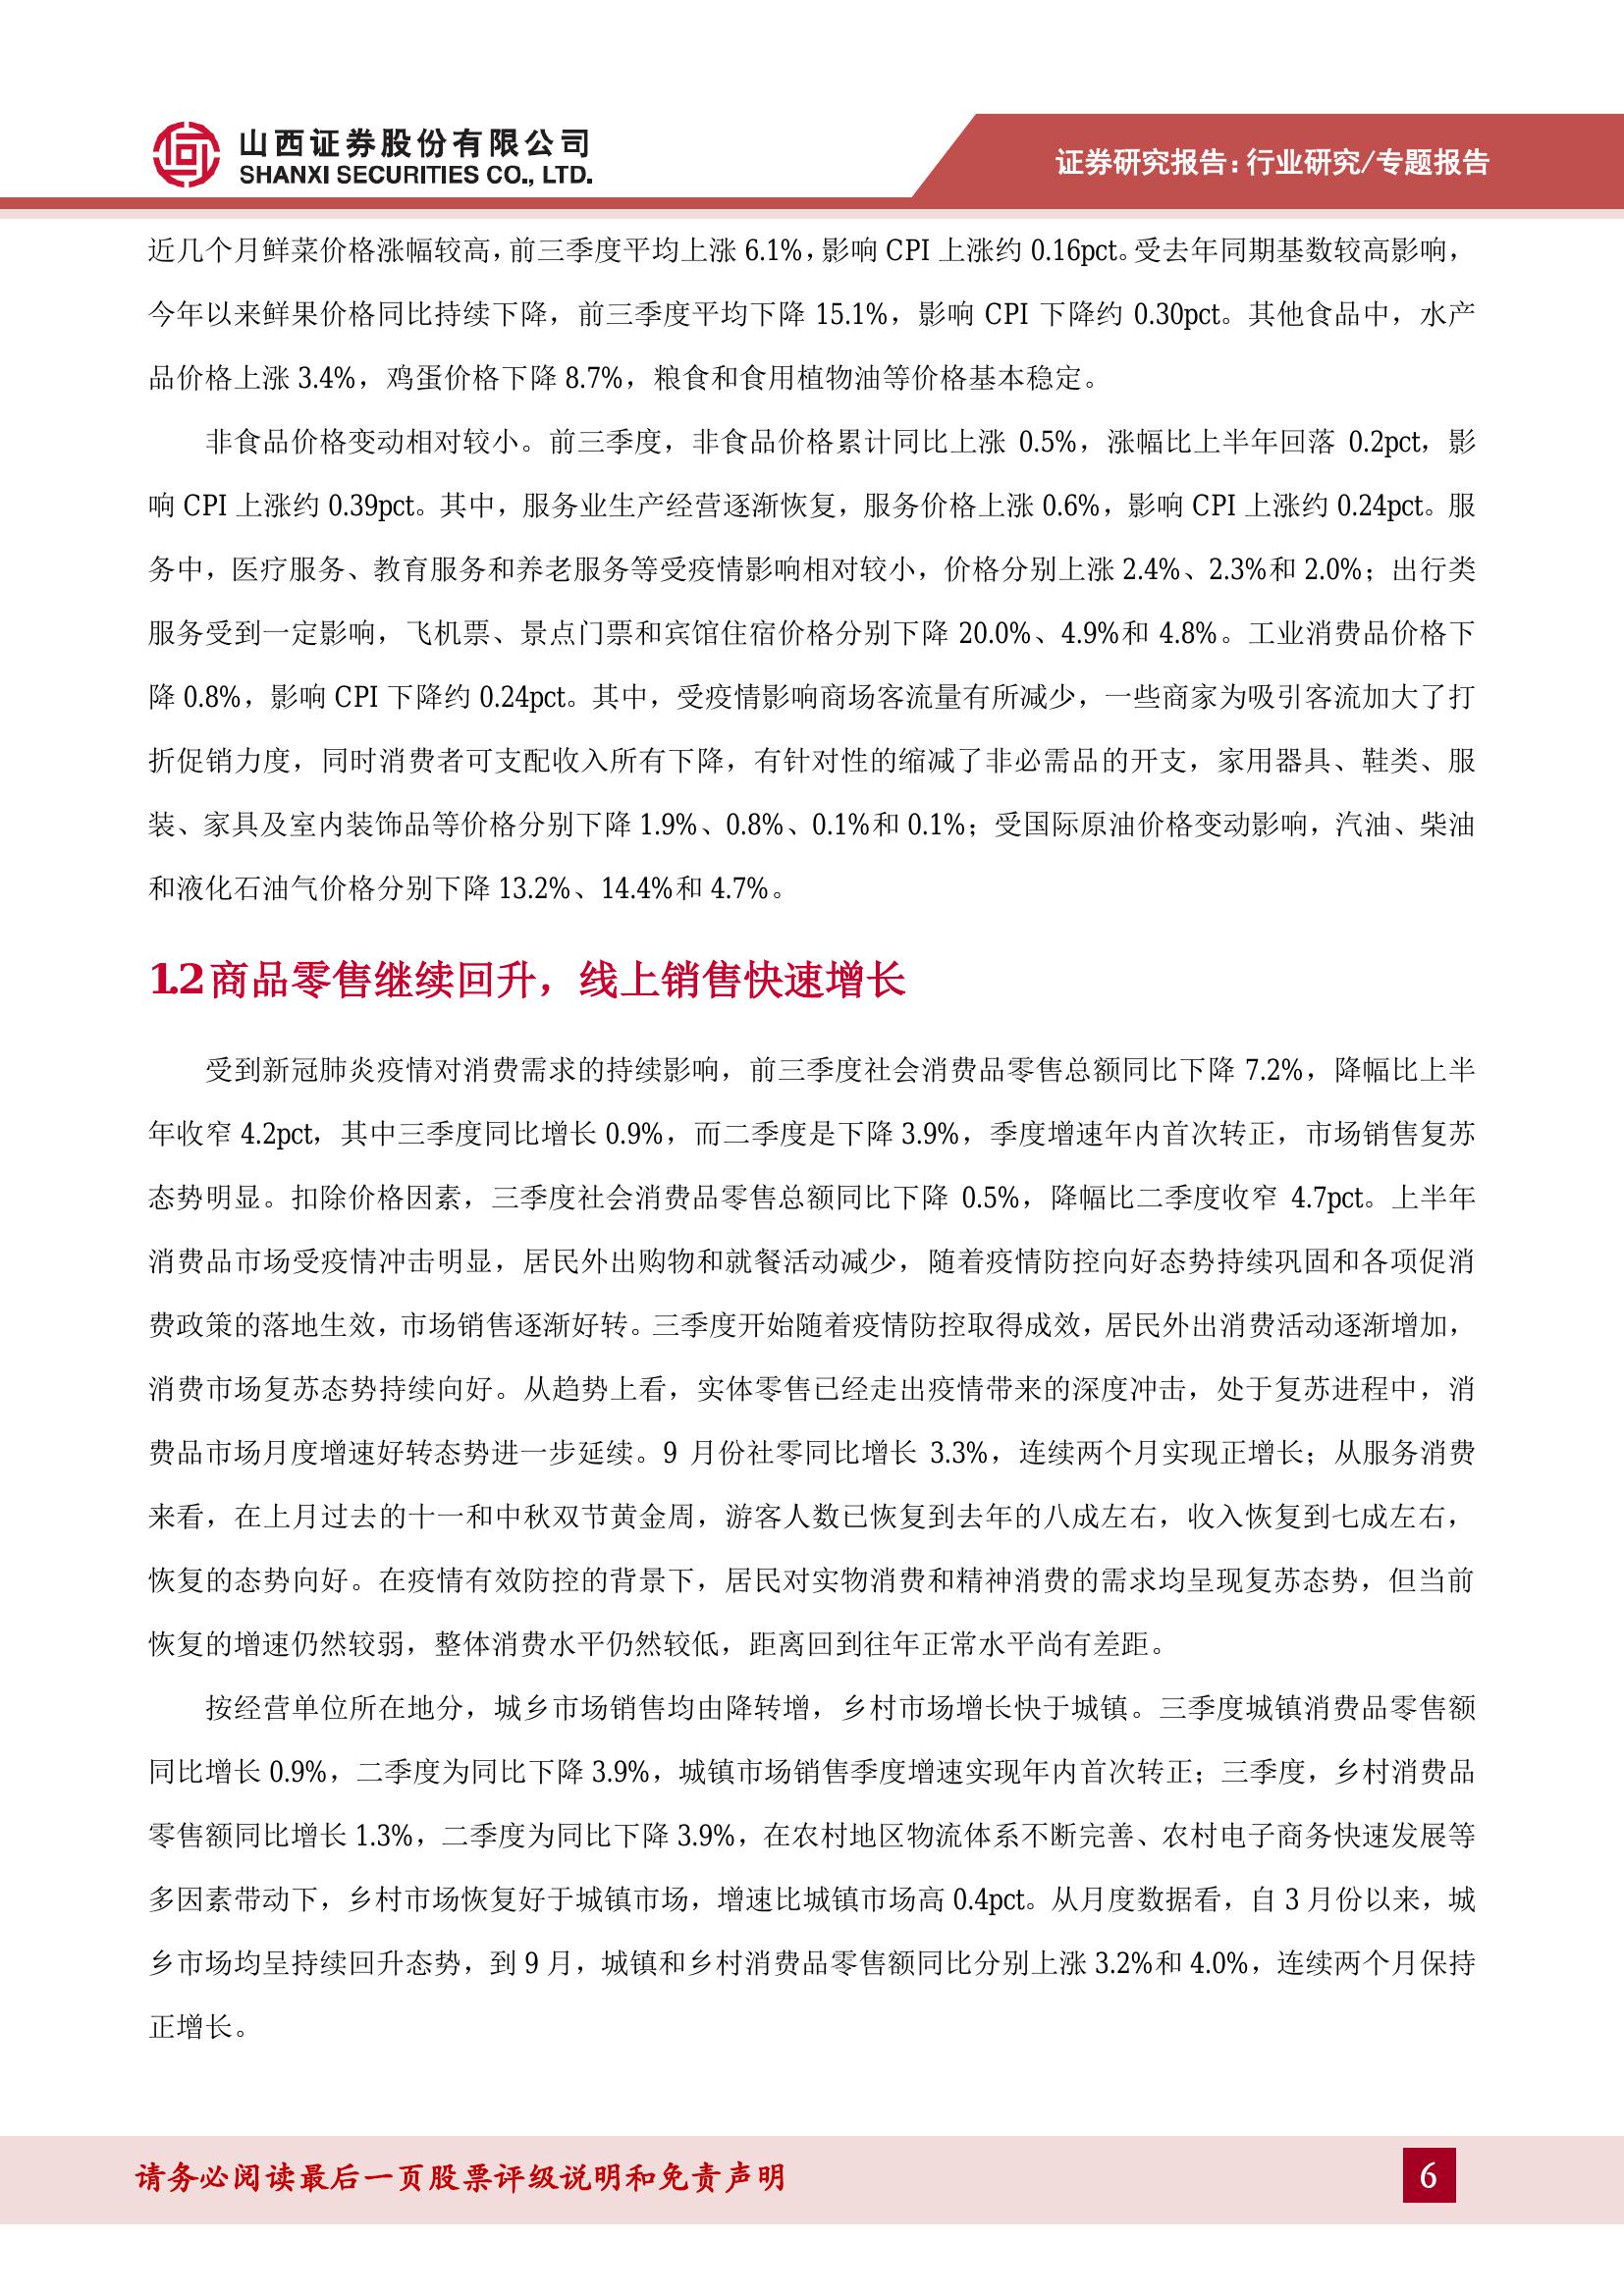 山西证券股份有限公司
SHANXI SECURITIES CO., LTD.
证券研究报告:行业研究/专题报告
近几个月鲜菜价格涨幅较高，前三季度平均上涨 6.1%，影响 CPI 上涨约 0.16pct。受去年同期基数较高影响，
今年以来鲜果价格同比持续下降，前三季度平均下降 15.1%，影响 CPI 下降约 0.30pct。其他食品中，水产
品价格上涨 3.4%，鸡蛋价格下降 8.7%，粮食和食用植物油等价格基本稳定。
非食品价格变动相对较小。前三季度，非食品价格累计同比上涨 0.5%，涨幅比上半年回落 0.2pct，影
响 CPI 上涨约 0.39pct。其中，服务业生产经营逐渐恢复，服务价格上涨 0.6%，影响 CPI 上涨约 0.24pct。服
务中，医疗服务、教育服务和养老服务等受疫情影响相对较小，价格分别上涨 2.4%、2.3%和 2.0%；出行类
服务受到一定影响，飞机票、景点门票和宾馆住宿价格分别下降 20.0%、4.9%和 4.8%。工业消费品价格下
降 0.8%，影响 CPI 下降约 0.24pct。其中，受疫情影响商场客流量有所减少，一些商家为吸引客流加大了打
折促销力度，同时消费者可支配收入所有下降，有针对性的缩减了非必需品的开支，家用器具、鞋类、服
装、家具及室内装饰品等价格分别下降 1.9%、0.8%、0.1%和 0.1%；受国际原油价格变动影响，汽油、柴油
和液化石油气价格分别下降 13.2%、14.4%和 4.7%。
1.2 商品零售继续回升，线上销售快速增长
受到新冠肺炎疫情对消费需求的持续影响，前三季度社会消费品零售总额同比下降 7.2%，降幅比上半
年收窄 4.2pct，其中三季度同比增长 0.9%，而二季度是下降 3.9%，季度增速年内首次转正，市场销售复苏
态势明显。扣除价格因素，三季度社会消费品零售总额同比下降 0.5%，降幅比二季度收窄 4.7pct。上半年
消费品市场受疫情冲击明显，居民外出购物和就餐活动减少，随着疫情防控向好态势持续巩固和各项促消
费政策的落地生效，市场销售逐渐好转。三季度开始随着疫情防控取得成效，居民外出消费活动逐渐增加，
消费市场复苏态势持续向好。从趋势上看，实体零售已经走出疫情带来的深度冲击，处于复苏进程中，消
费品市场月度增速好转态势进一步延续。9 月份社零同比增长 3.3%，连续两个月实现正增长；从服务消费
来看，在上月过去的十一和中秋双节黄金周，游客人数已恢复到去年的八成左右，收入恢复到七成左右，
恢复的态势向好。在疫情有效防控的背景下，居民对实物消费和精神消费的需求均呈现复苏态势，但当前
恢复的增速仍然较弱，整体消费水平仍然较低，距离回到往年正常水平尚有差距。
按经营单位所在地分，城乡市场销售均由降转增，乡村市场增长快于城镇。三季度城镇消费品零售额
同比增长 0.9%，二季度为同比下降 3.9%，城镇市场销售季度增速实现年内首次转正；三季度，乡村消费品
零售额同比增长 1.3%，二季度为同比下降 3.9%，在农村地区物流体系不断完善、农村电子商务快速发展等
多因素带动下，乡村市场恢复好于城镇市场，增速比城镇市场高 0.4pct。从月度数据看，自 3 月份以来，城
乡市场均呈持续回升态势，到 9 月，城镇和乡村消费品零售额同比分别上涨 3.2%和 4.0%，连续两个月保持
正增长。
请务必阅读最后一页股票评级说明和免责声明
6